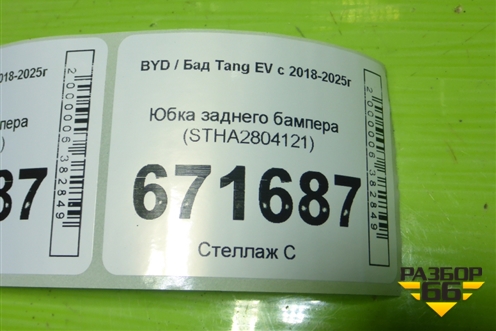 2018-2025г
пера
)
87
2000006382849
BYD / Бад Tang EV с 2018-2025г
Юбка заднего бампера
(STHA2804121)
671687
Стеллаж С
2000006382849
РАЗБОР
66